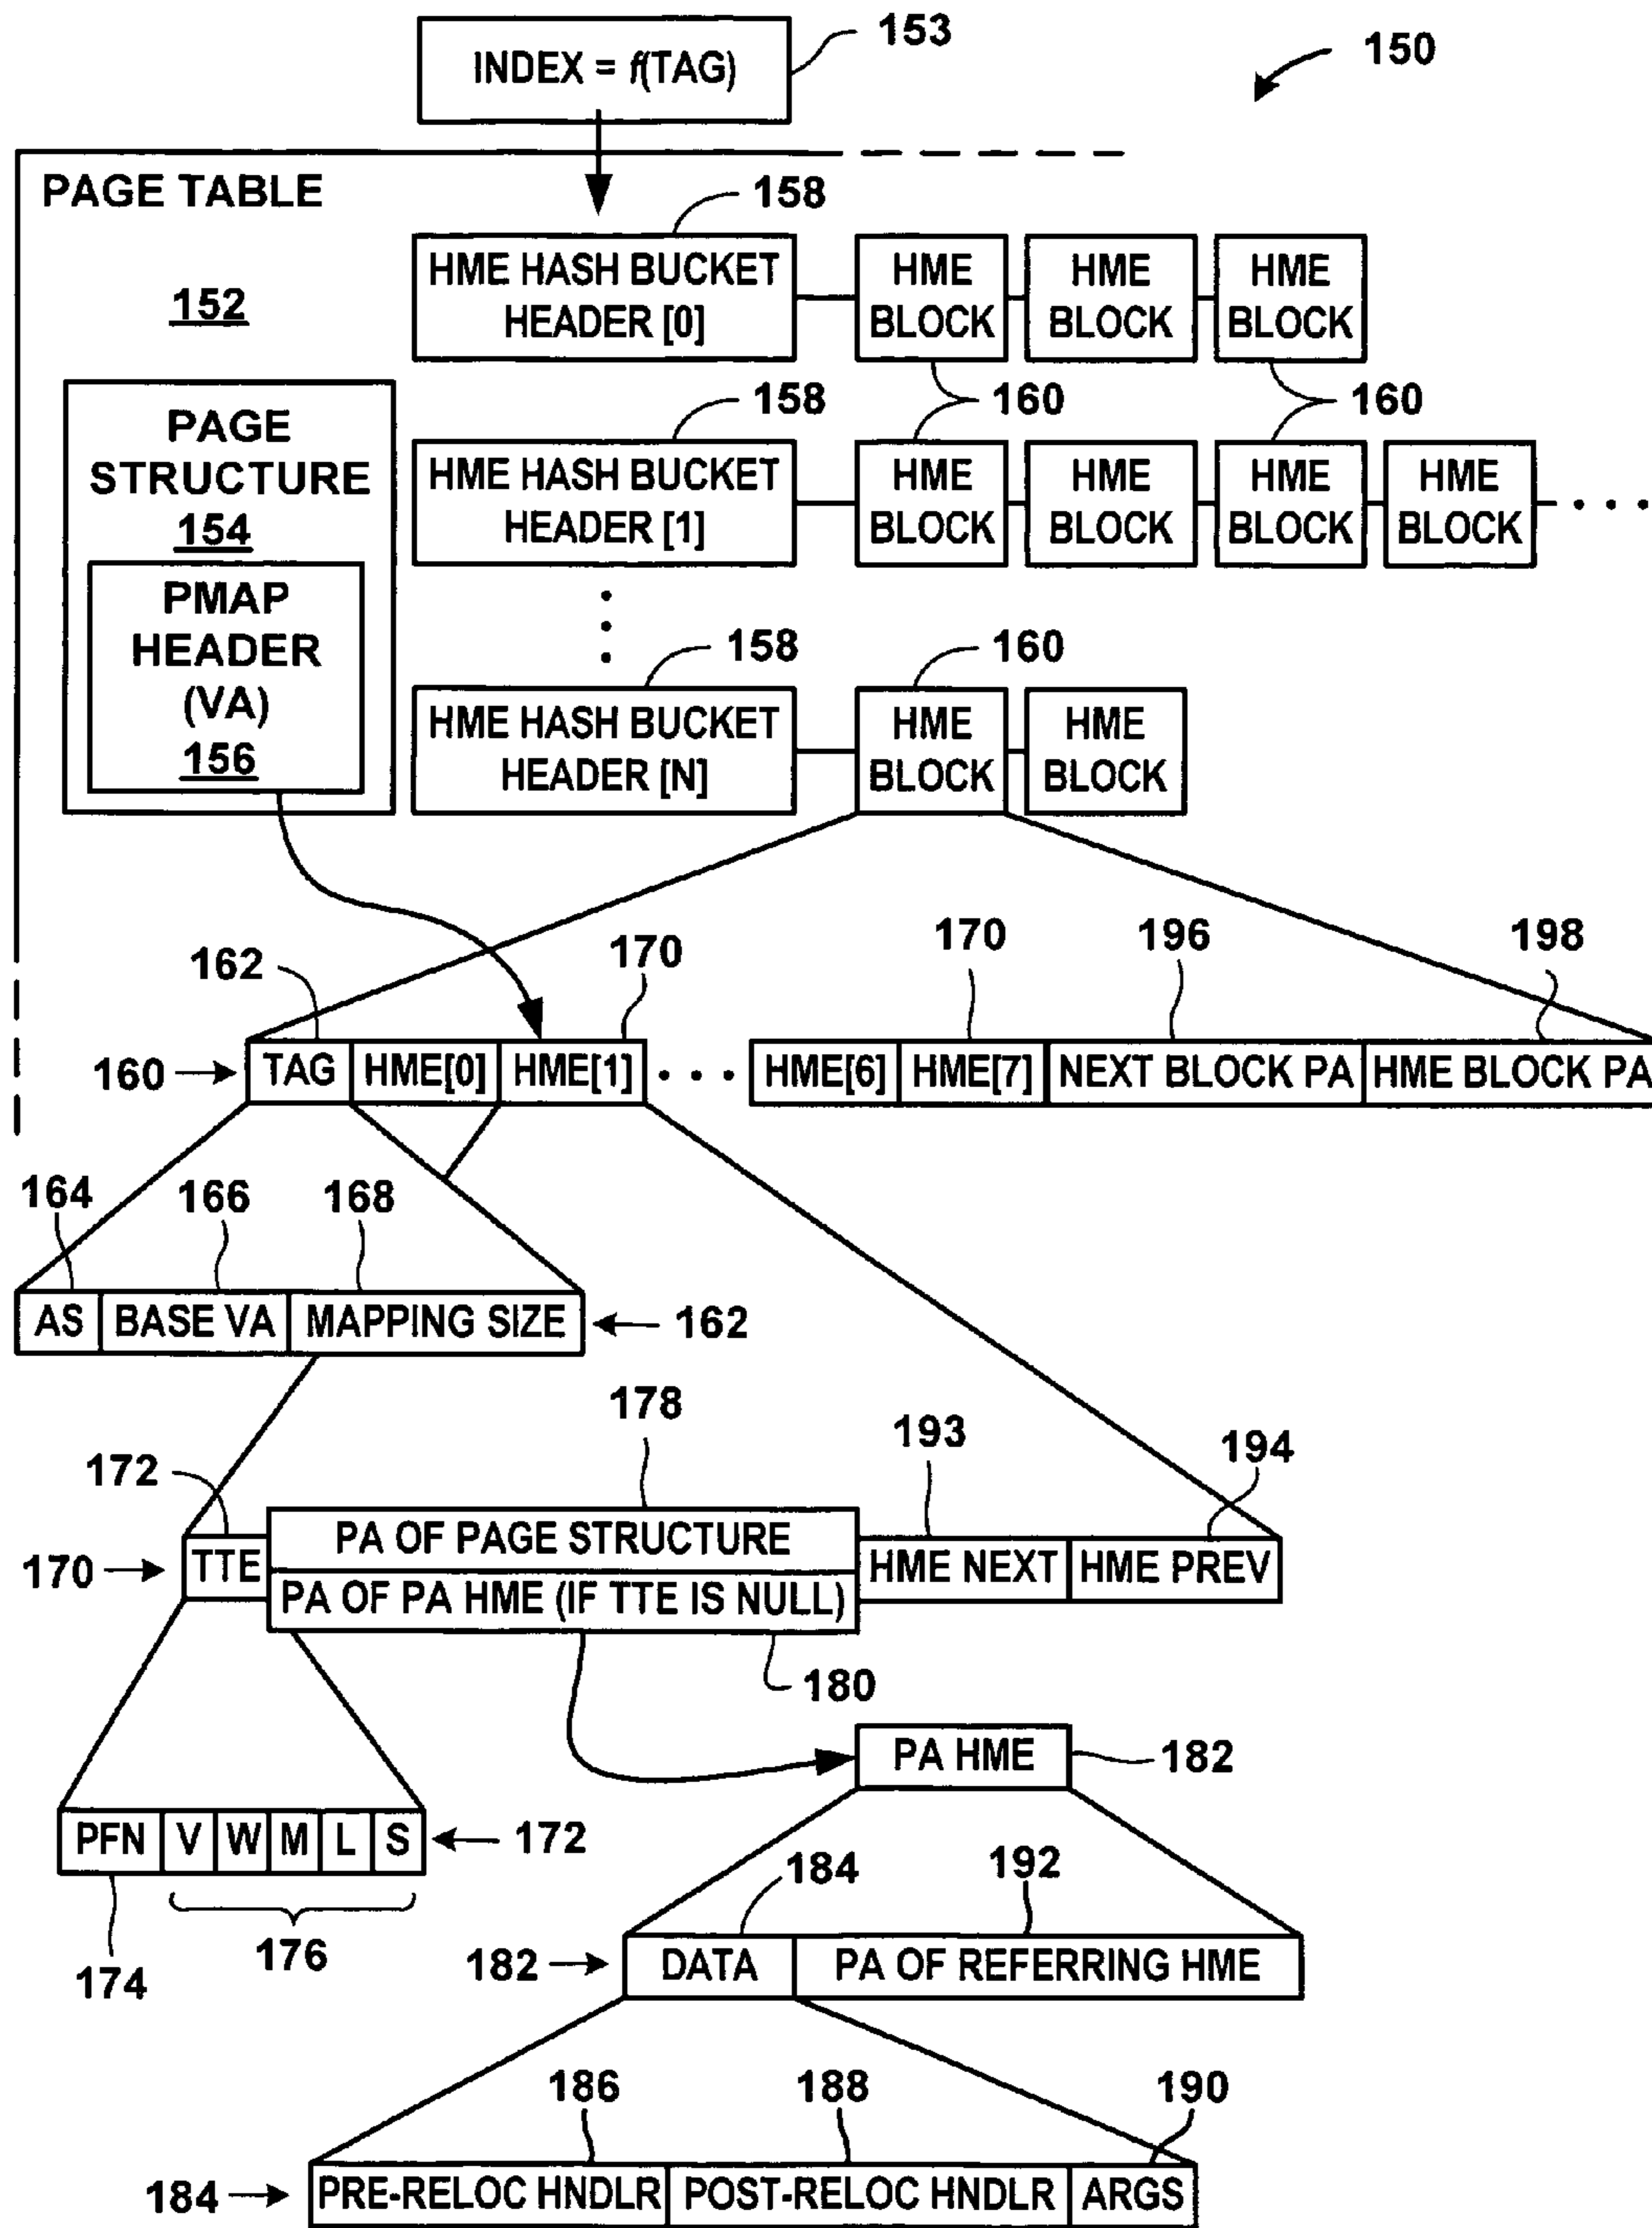 INDEX = f(TAG)
153
150
PAGE TABLE
158
HME HASH BUCKET
HEADER [0]
HME
BLOCK
HME
BLOCK
HME
BLOCK
152
160
160
158
PAGE
STRUCTURE
154
HME HASH BUCKET
HEADER [1]
HME
BLOCK
HME
BLOCK
HME
BLOCK
HME
BLOCK
. . .
PMAP
HEADER
(VA)
156
158
160
HME HASH BUCKET
HEADER [N]
HME
BLOCK
HME
BLOCK
162
170
170
196
198
160
TAG
HME[0]
HME[1]
• • •
HME[6]
HME[7]
NEXT BLOCK PA
HME BLOCK PA
164
166
168
AS
BASE VA
MAPPING SIZE
162
178
193
194
172
170
TTE
PA OF PAGE STRUCTURE
PA OF PA HME (IF TTE IS NULL)
HME NEXT
HME PREV
180
PA HME
182
PFN
V
W
M
L
S
172
174
176
184
192
182
DATA
PA OF REFERRING HME
186
188
190
184
PRE-RELOC HNDLR
POST-RELOC HNDLR
ARGS